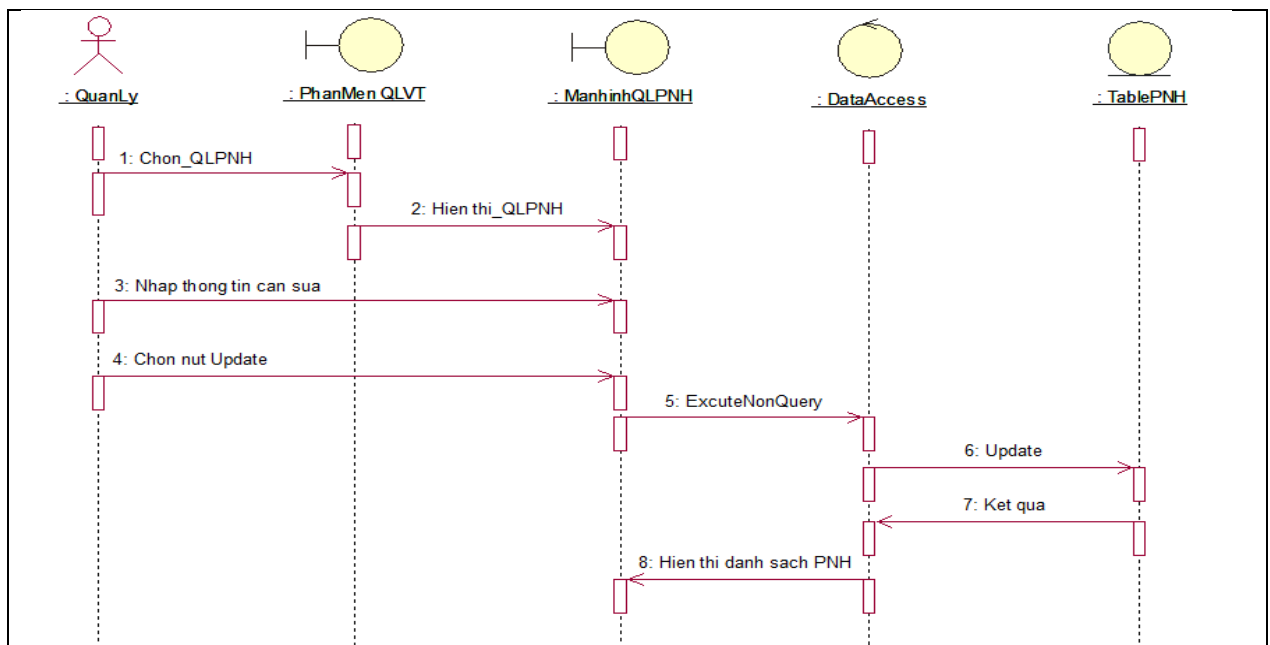 : QuanLy
: PhanMen QLVT
: ManhinhQLPNH
: DataAccess
: TablePNH
1: Chon_QLPNH
2: Hien thi_QLPNH
3: Nhap thong tin can sua
4: Chon nut Update
5: ExcuteNonQuery
6: Update
7: Ket qua
8: Hien thi danh sach PNH